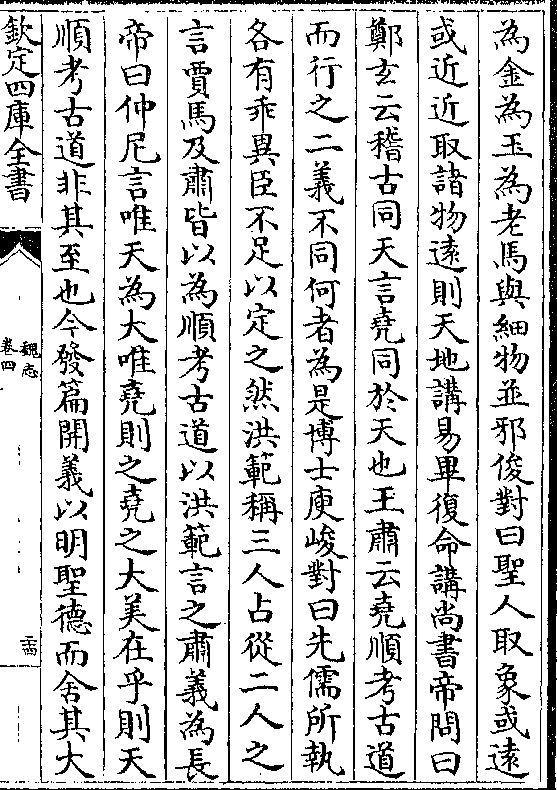 為金為玉為老馬與細物並邪俊對曰聖人取象或逺
或近近取諸物逺則天地講易畢復命講尚書帝問曰
鄭玄云稽古同天言堯同於天也王肅云堯順考古道
而行之二義不同何者為是博士庾峻對曰先儒所執
各有乖異臣不足以定之然洪範稱三人占從二人之
言賈馬及肅皆以為順考古道以洪範言之肅義為長
帝曰仲尼言唯天為大唯堯則之堯之大美在乎則天
順考古道非其至也今發篇開義以明聖德而舍其大
欽定四庫全書
魏志
卷四